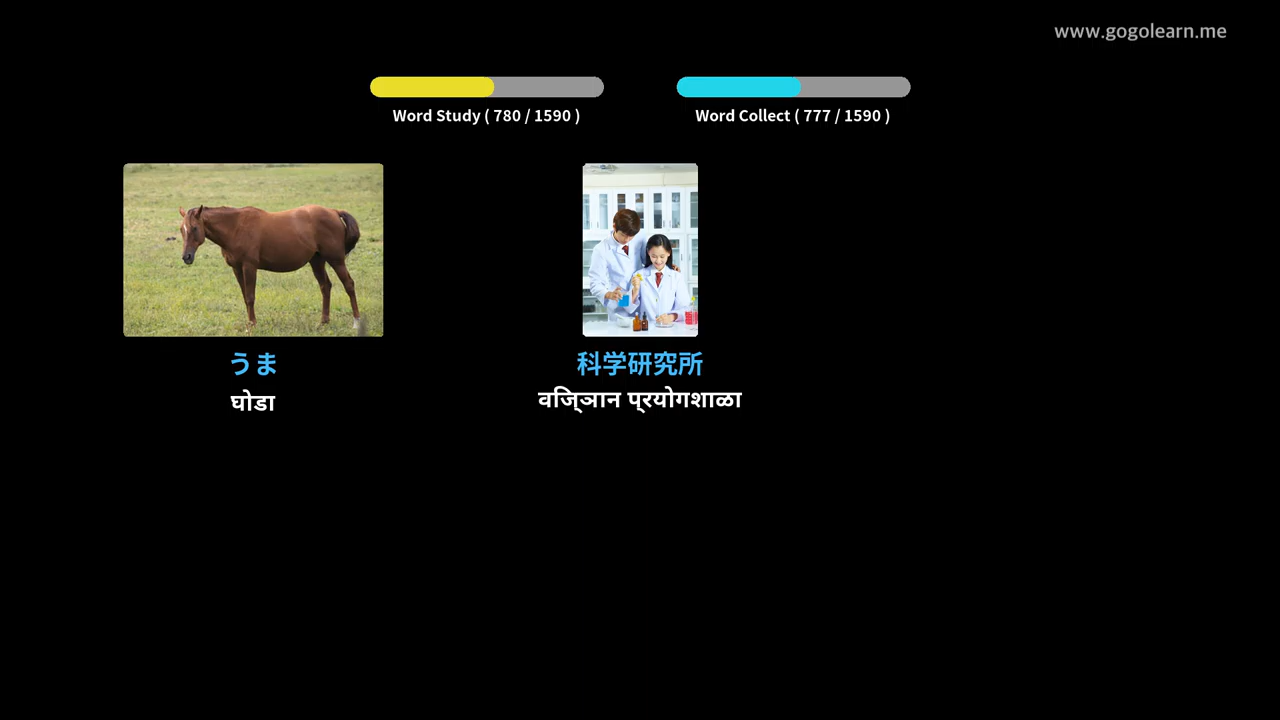 www.gogolearn.me
Word Study ( 780 / 1590 )
Word Collect ( 777 / 1590 )
うま
घोडा
科学研究所
विज्ञान प्रयोगशाळा